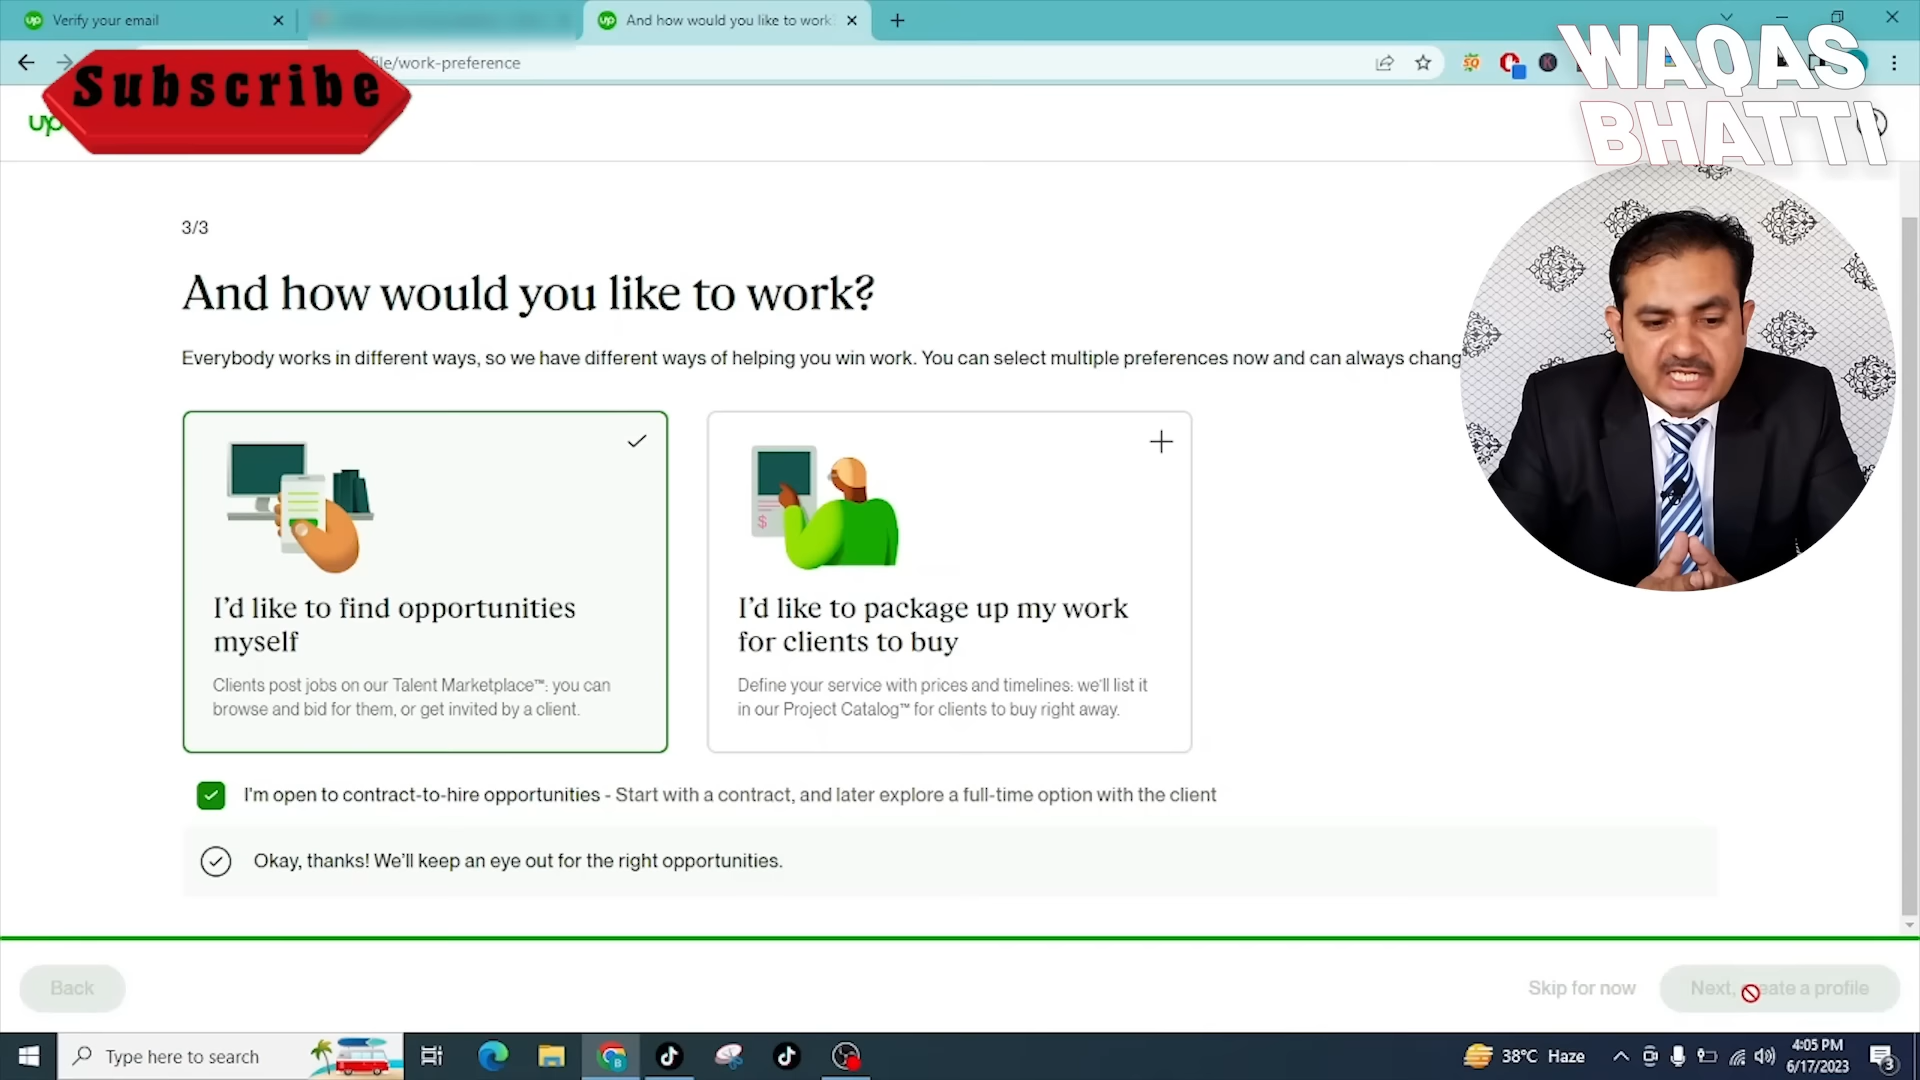 Verify your email
And how would you like to work
file/work-preference
Subscribe
up
WAQAS
BHATTI
3/3
And how would you like to work?
Everybody works in different ways, so we have different ways of helping you win work. You can select multiple preferences now and can always chang
I'd like to find opportunities
myself
Clients post jobs on our Talent Marketplace™: you can
browse and bid for them, or get invited by a client.
$
I'd like to package up my work
for clients to buy
Define your service with prices and timelines: we'll list it
in our Project Catalog™ for clients to buy right away.
I'm open to contract-to-hire opportunities - Start with a contract, and later explore a full-time option with the client
Okay, thanks! We'll keep an eye out for the right opportunities.
Back
Skip for now
Next, create a profile
Type here to search
38°C Haze
4:05 PM
6/17/2023
3